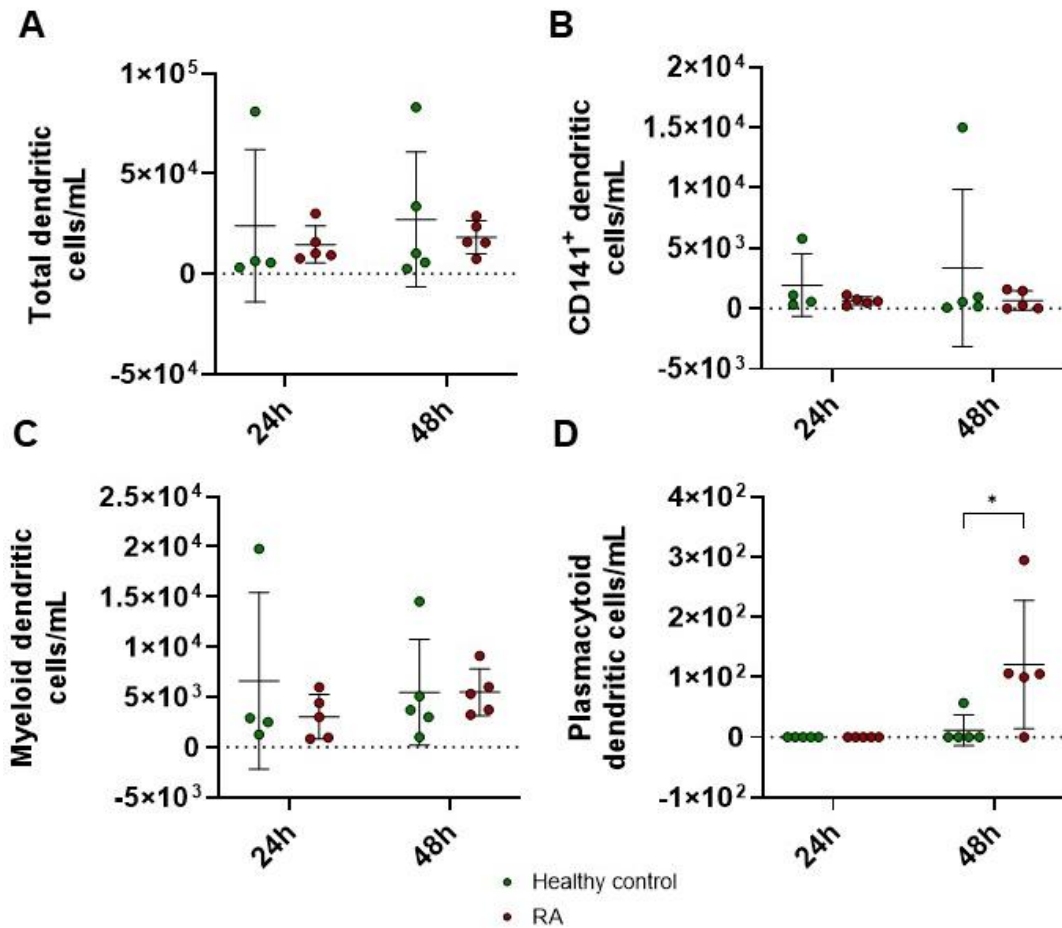 A
Total dendritic
cells/mL
1×10⁵
5×10⁴
0
-5×10⁴
24h
48h
B
CD141⁺ dendritic
cells/mL
2×10⁴
1.5×10⁴
1×10⁴
5×10³
0
-5×10³
24h
48h
C
Myeloid dendritic
cells/mL
2.5×10⁴
2×10⁴
1.5×10⁴
1×10⁴
5×10³
0
-5×10³
24h
48h
D
Plasmacytoid
dendritic cells/mL
4×10²
3×10²
2×10²
1×10²
0
-1×10²
*
24h
48h
Healthy control
RA